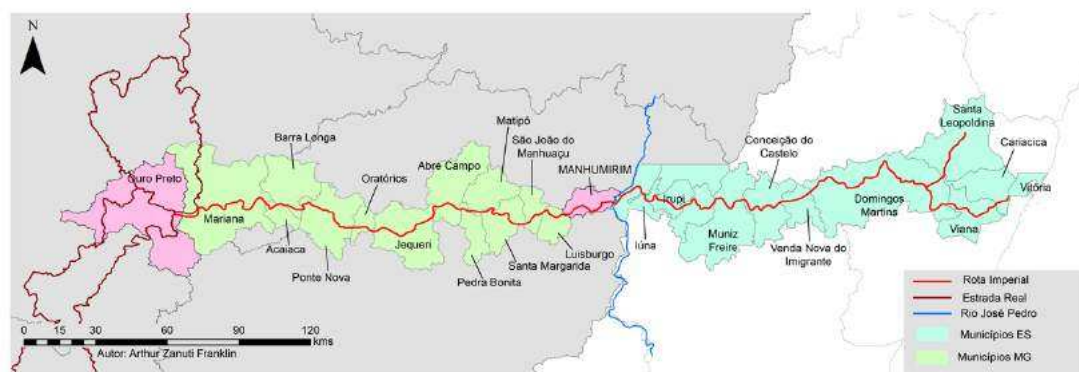 N
Ouro Preto
Mariana
Barra Longa
Acaiaca
Ponte Nova
Oratórios
Jequeri
Abre Campo
Matipó
São João do
Manhuaçu
Pedra Bonita
Santa Margarida
Luisburgo
MANHUMIRIM
Iúna
Irupi
Muniz
Freire
Conceição do
Castelo
Venda Nova do
Imigrante
Domingos
Martins
Santa
Leopoldina
Cariacica
Vitória
Viana
0 15 30 60 90 120
kms
Autor: Arthur Zanuti Franklin
Rota Imperial
Estrada Real
Rio José Pedro
Municípios ES
Municípios MG